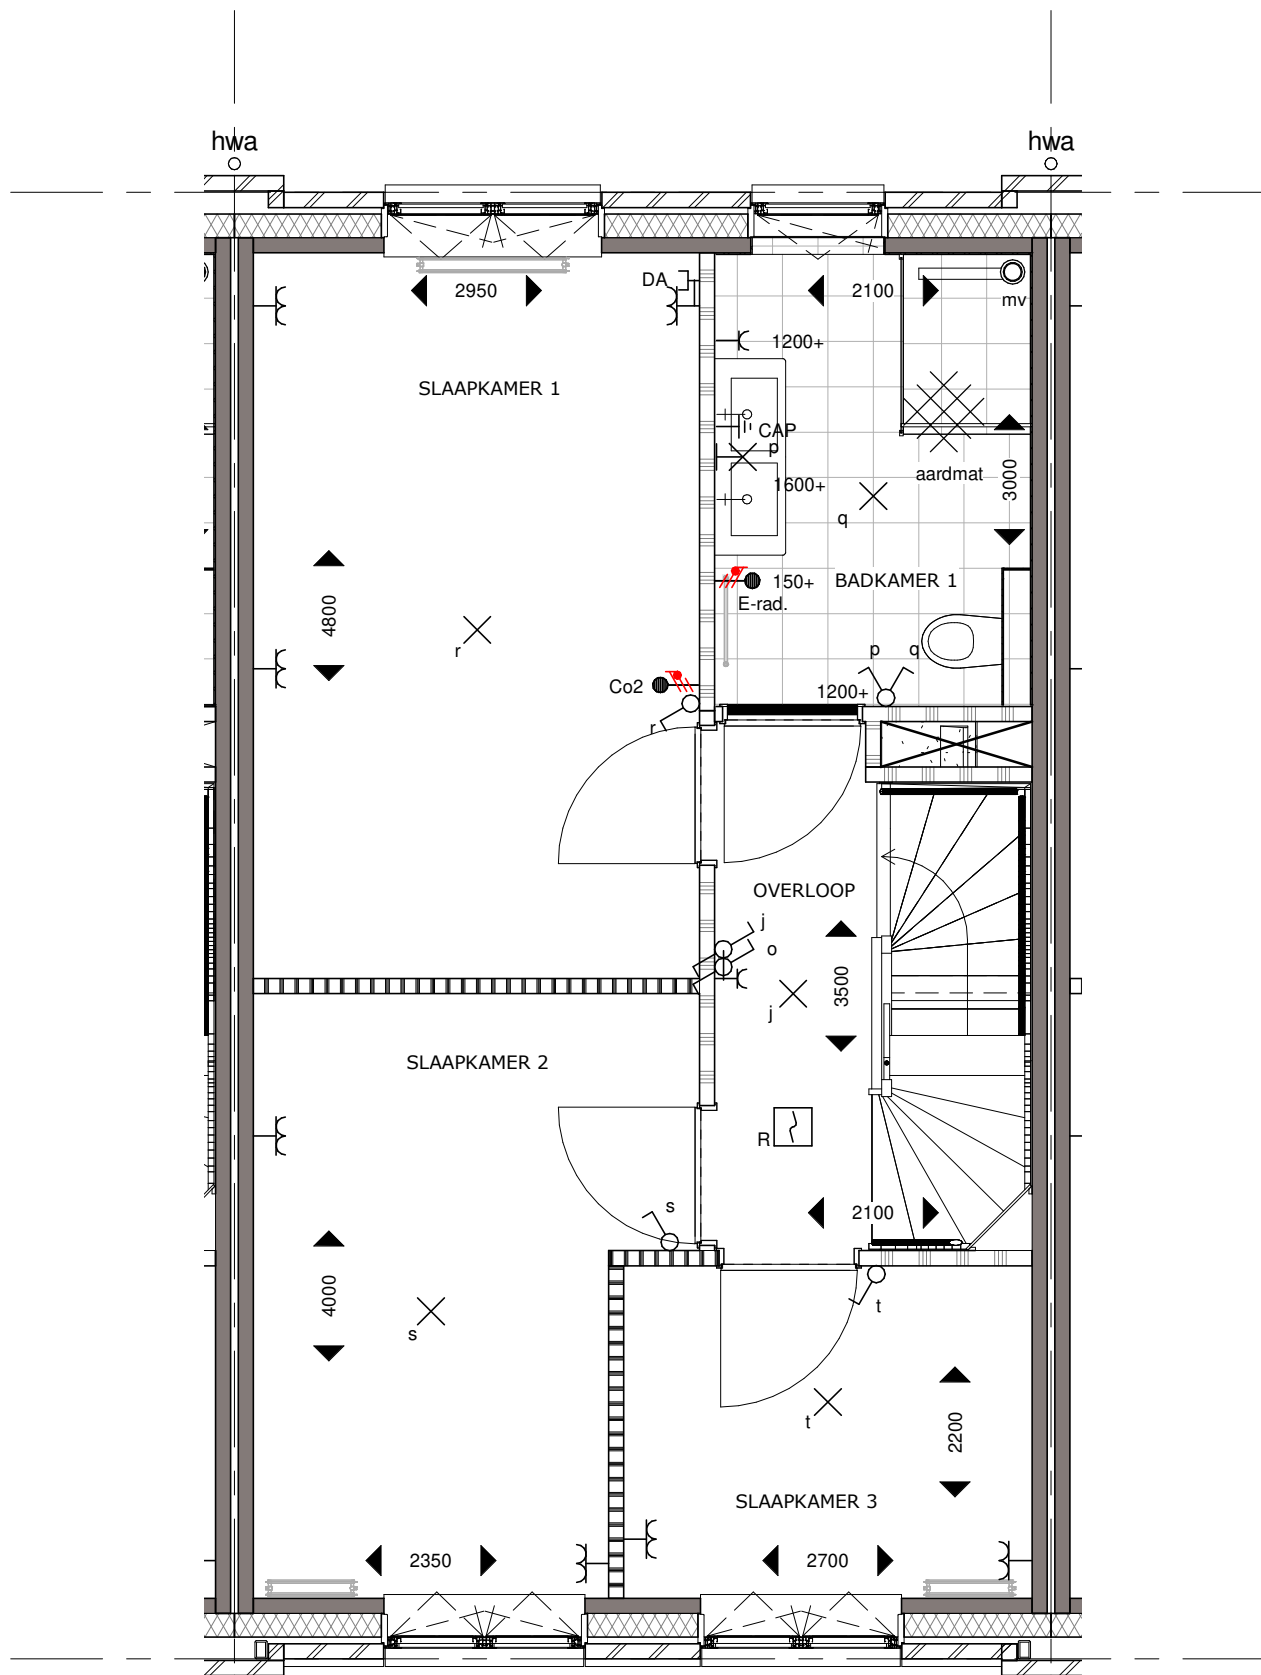 hwa
hwa
DA
2950
2100
mv
1200+
SLAAPKAMER 1
CAP
p
aardmat
3000
1600+
q
150+
BADKAMER 1
E-rad.
4800
r
p
q
Co2
1200+
r
OVERLOOP
j
o
3500
j
SLAAPKAMER 2
R
s
2100
4000
s
t
t
2200
SLAAPKAMER 3
2350
2700